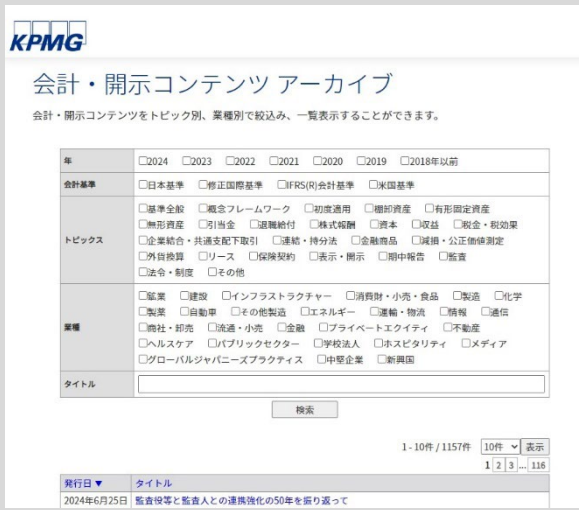 KPMG
会計・開示コンテンツ アーカイブ
会計・開示コンテンツをトピック別、業種別で絞込み、一覧表示することができます。
年 □2024 □2023 □2022 □2021 □2020 □2019 □2018年以前
会計基準 □日本基準 □修正国際基準 □IFRS(R)会計基準 □米国基準
□基準全般 □概念フレームワーク □初度適用 □棚卸資産 □有形固定資産
□無形資産 □引当金 □退職給付 □株式報酬 □資本 □収益 □税金・税効果
トピックス □企業結合・共通支配下取引 □連結・持分法 □金融商品 □減損・公正価値測定
□外貨換算 □リース □保険契約 □表示・開示 □期中報告 □監査
□法令・制度 □その他
□鉱業 □建設 □インフラストラクチャー □消費財・小売・食品 □製造 □化学
□製薬 □自動車 □その他製造 □エネルギー □運輸・物流 □情報 □通信
業種 □商社・卸売 □流通・小売 □金融 □プライベートエクイティ □不動産
□ヘルスケア □パブリックセクター □学校法人 □ホスピタリティ □メディア
□グローバルジャパニーズプラクティス □中堅企業 □新興国
タイトル
検索
1 - 10件 / 1157件 10件 表示
1 2 3 ... 116
発行日▼ タイトル
2024年6月25日 監査役等と監査人との連携強化の50年を振り返って